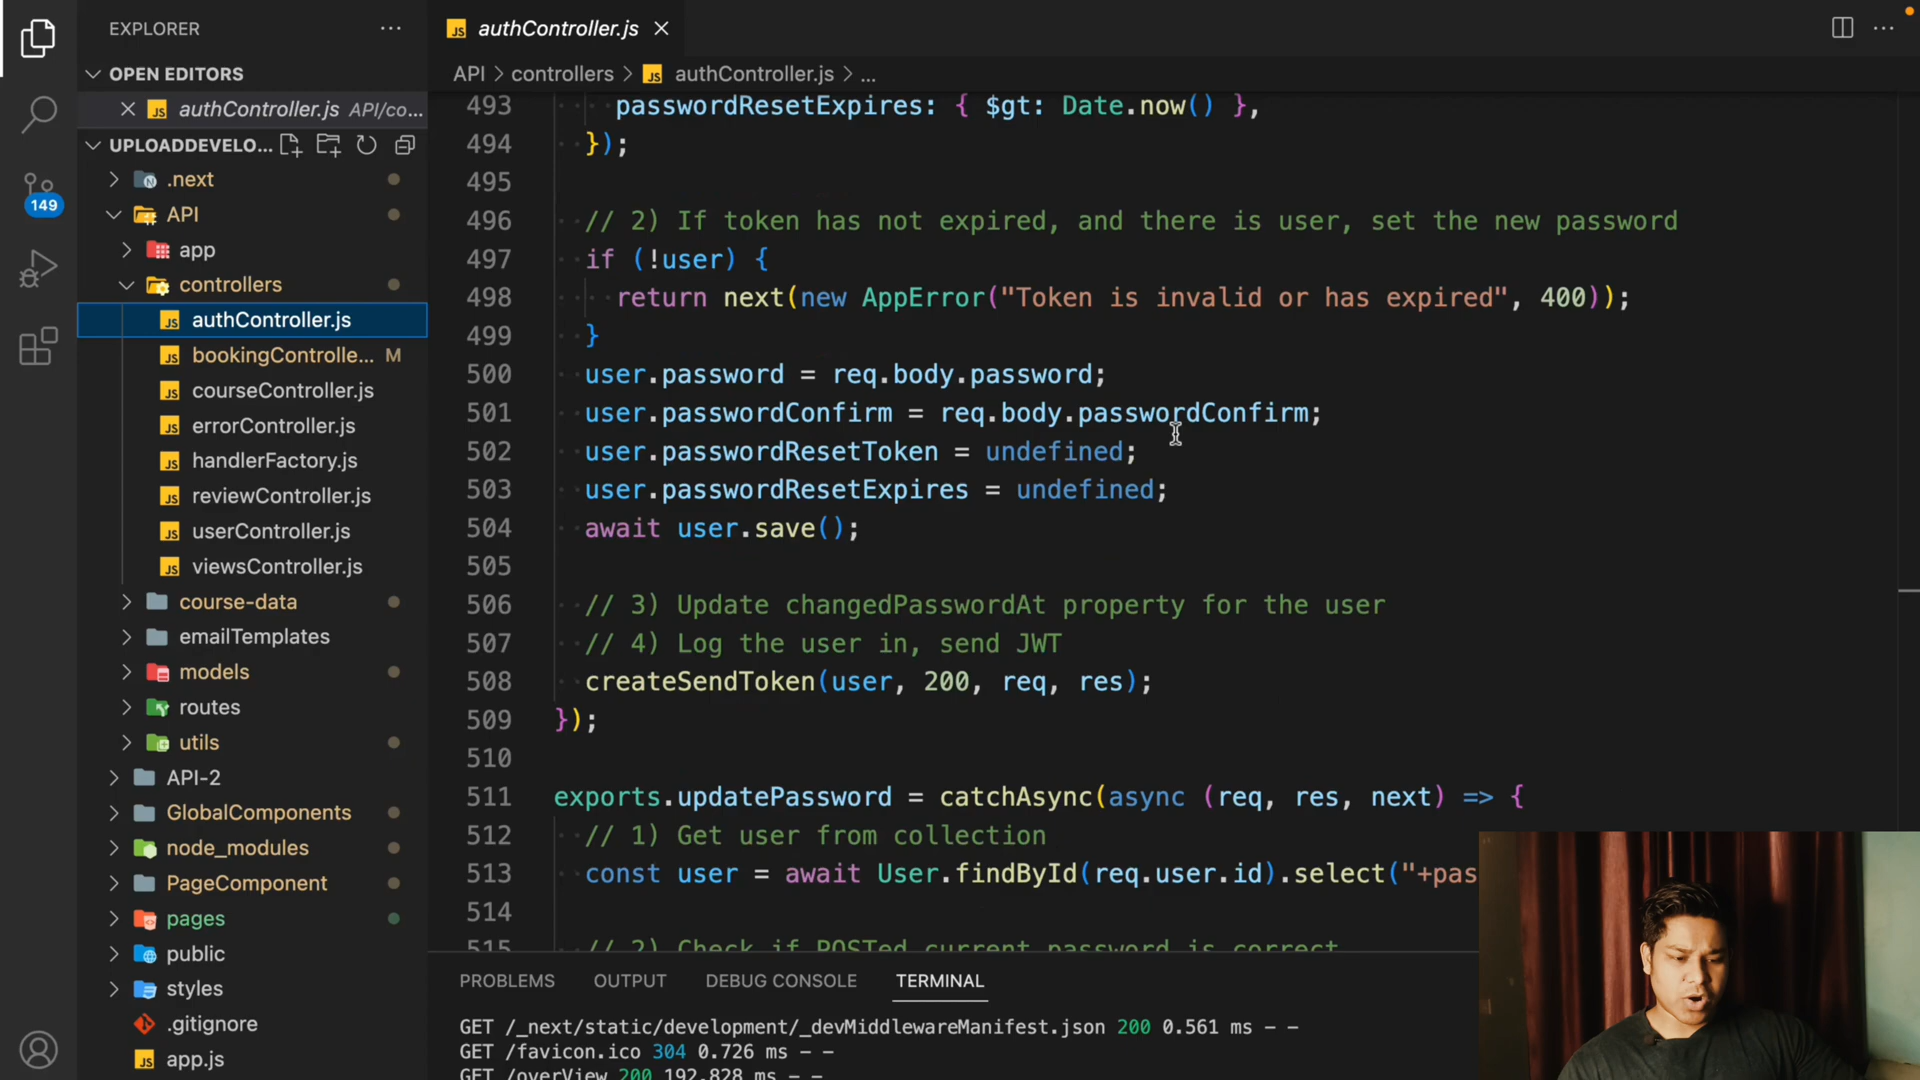 EXPLORER
OPEN EDITORS
authController.js API/co...
UPLOADDEVELO...
.next
API
app
controllers
authController.js
bookingControlle... M
courseController.js
errorController.js
handlerFactory.js
reviewController.js
userController.js
viewsController.js
course-data
emailTemplates
models
routes
utils
API-2
GlobalComponents
node_modules
PageComponent
pages
public
styles
.gitignore
app.js
149
authController.js
API > controllers > JS authController.js > ...
493 passwordResetExpires: { $gt: Date.now() },
494 });
495
496 // 2) If token has not expired, and there is user, set the new password
497 if (!user) {
498 return next(new AppError("Token is invalid or has expired", 400));
499 }
500 user.password = req.body.password;
501 user.passwordConfirm = req.body.passwordConfirm;
502 user.passwordResetToken = undefined;
503 user.passwordResetExpires = undefined;
504 await user.save();
505
506 // 3) Update changedPasswordAt property for the user
507 // 4) Log the user in, send JWT
508 createSendToken(user, 200, req, res);
509 });
510
511 exports.updatePassword = catchAsync(async (req, res, next) => {
512 // 1) Get user from collection
513 const user = await User.findById(req.user.id).select("+pas
514
515 // 2) Check if POSTed current password is correct
PROBLEMS OUTPUT DEBUG CONSOLE TERMINAL
GET /_next/static/development/_devMiddlewareManifest.json 200 0.561 ms - -
GET /favicon.ico 304 0.726 ms - -
GET /overView 200 192.828 ms - -